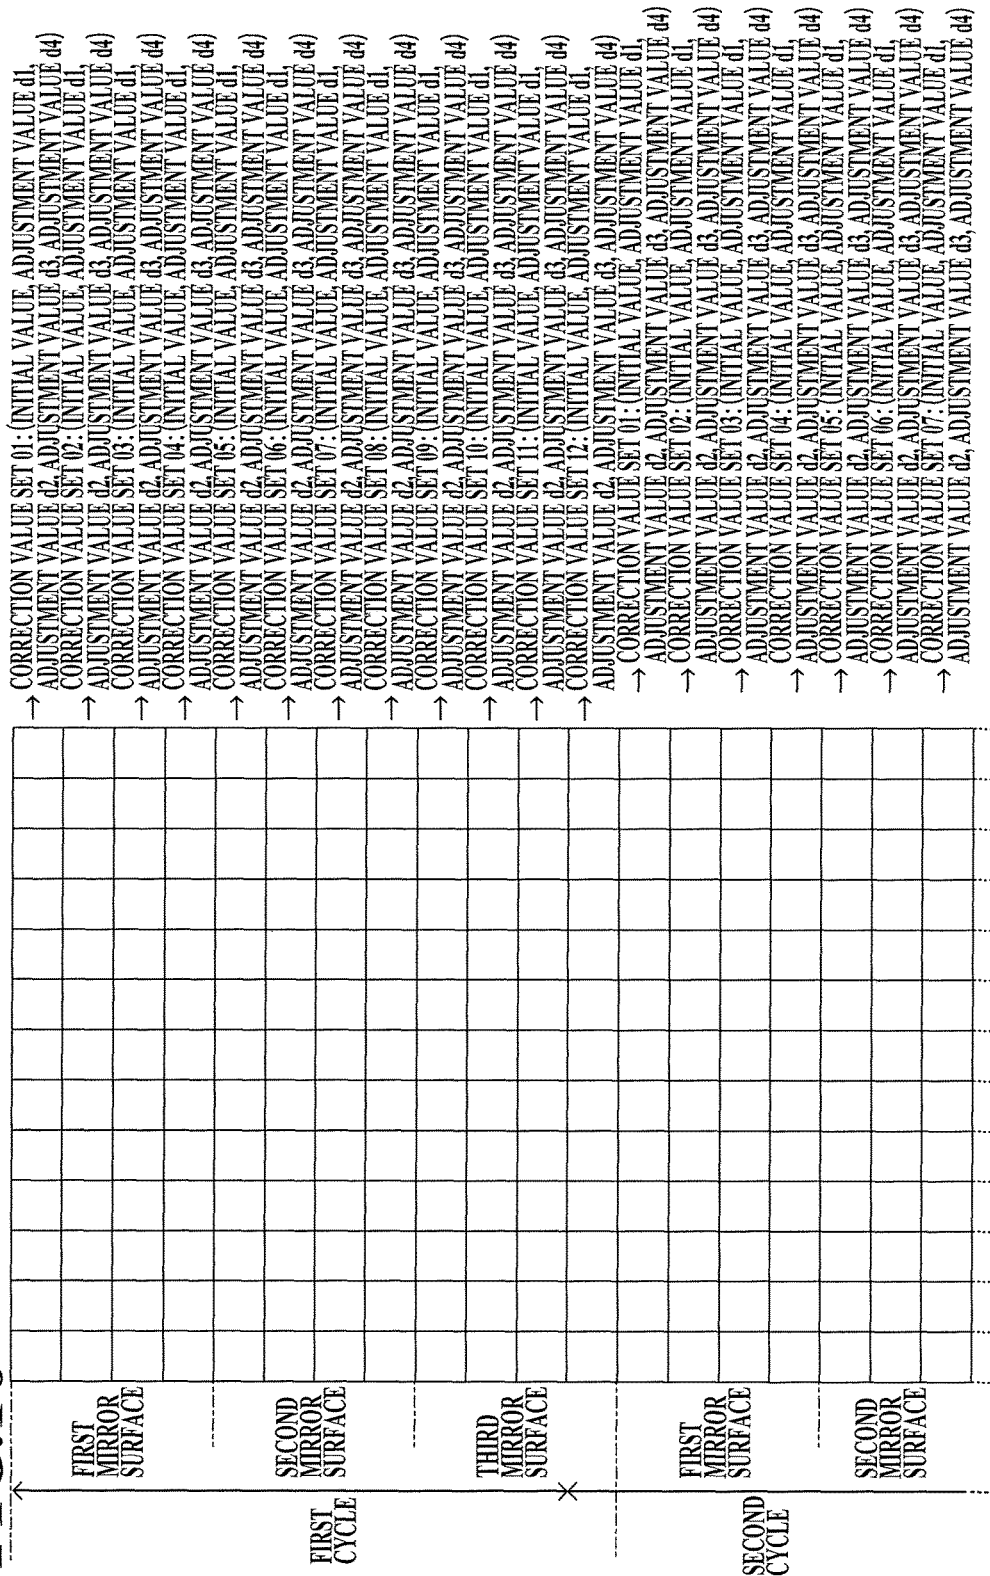 FIRST
CYCLE
FIRST
MIRROR
SURFACE
SECOND
MIRROR
SURFACE
THIRD
MIRROR
SURFACE
SECOND
CYCLE
FIRST
MIRROR
SURFACE
SECOND
MIRROR
SURFACE
→ CORRECTION VALUE SET 01: (INITIAL VALUE, ADJUSTMENT VALUE d1,
ADJUSTMENT VALUE d2, ADJUSTMENT VALUE d3, ADJUSTMENT VALUE d4)
→ CORRECTION VALUE SET 02: (INITIAL VALUE, ADJUSTMENT VALUE d1,
ADJUSTMENT VALUE d2, ADJUSTMENT VALUE d3, ADJUSTMENT VALUE d4)
→ CORRECTION VALUE SET 03: (INITIAL VALUE, ADJUSTMENT VALUE d1,
ADJUSTMENT VALUE d2, ADJUSTMENT VALUE d3, ADJUSTMENT VALUE d4)
→ CORRECTION VALUE SET 04: (INITIAL VALUE, ADJUSTMENT VALUE d1,
ADJUSTMENT VALUE d2, ADJUSTMENT VALUE d3, ADJUSTMENT VALUE d4)
→ CORRECTION VALUE SET 05: (INITIAL VALUE, ADJUSTMENT VALUE d1,
ADJUSTMENT VALUE d2, ADJUSTMENT VALUE d3, ADJUSTMENT VALUE d4)
→ CORRECTION VALUE SET 06: (INITIAL VALUE, ADJUSTMENT VALUE d1,
ADJUSTMENT VALUE d2, ADJUSTMENT VALUE d3, ADJUSTMENT VALUE d4)
→ CORRECTION VALUE SET 07: (INITIAL VALUE, ADJUSTMENT VALUE d1,
ADJUSTMENT VALUE d2, ADJUSTMENT VALUE d3, ADJUSTMENT VALUE d4)
→ CORRECTION VALUE SET 08: (INITIAL VALUE, ADJUSTMENT VALUE d1,
ADJUSTMENT VALUE d2, ADJUSTMENT VALUE d3, ADJUSTMENT VALUE d4)
→ CORRECTION VALUE SET 09: (INITIAL VALUE, ADJUSTMENT VALUE d1,
ADJUSTMENT VALUE d2, ADJUSTMENT VALUE d3, ADJUSTMENT VALUE d4)
→ CORRECTION VALUE SET 10: (INITIAL VALUE, ADJUSTMENT VALUE d1,
ADJUSTMENT VALUE d2, ADJUSTMENT VALUE d3, ADJUSTMENT VALUE d4)
→ CORRECTION VALUE SET 11: (INITIAL VALUE, ADJUSTMENT VALUE d1,
ADJUSTMENT VALUE d2, ADJUSTMENT VALUE d3, ADJUSTMENT VALUE d4)
→ CORRECTION VALUE SET 12: (INITIAL VALUE, ADJUSTMENT VALUE d1,
ADJUSTMENT VALUE d2, ADJUSTMENT VALUE d3, ADJUSTMENT VALUE d4)
→ CORRECTION VALUE SET 01: (INITIAL VALUE, ADJUSTMENT VALUE d1,
ADJUSTMENT VALUE d2, ADJUSTMENT VALUE d3, ADJUSTMENT VALUE d4)
→ CORRECTION VALUE SET 02: (INITIAL VALUE, ADJUSTMENT VALUE d1,
ADJUSTMENT VALUE d2, ADJUSTMENT VALUE d3, ADJUSTMENT VALUE d4)
→ CORRECTION VALUE SET 03: (INITIAL VALUE, ADJUSTMENT VALUE d1,
ADJUSTMENT VALUE d2, ADJUSTMENT VALUE d3, ADJUSTMENT VALUE d4)
→ CORRECTION VALUE SET 04: (INITIAL VALUE, ADJUSTMENT VALUE d1,
ADJUSTMENT VALUE d2, ADJUSTMENT VALUE d3, ADJUSTMENT VALUE d4)
→ CORRECTION VALUE SET 05: (INITIAL VALUE, ADJUSTMENT VALUE d1,
ADJUSTMENT VALUE d2, ADJUSTMENT VALUE d3, ADJUSTMENT VALUE d4)
→ CORRECTION VALUE SET 06: (INITIAL VALUE, ADJUSTMENT VALUE d1,
ADJUSTMENT VALUE d2, ADJUSTMENT VALUE d3, ADJUSTMENT VALUE d4)
→ CORRECTION VALUE SET 07: (INITIAL VALUE, ADJUSTMENT VALUE d1,
ADJUSTMENT VALUE d2, ADJUSTMENT VALUE d3, ADJUSTMENT VALUE d4)